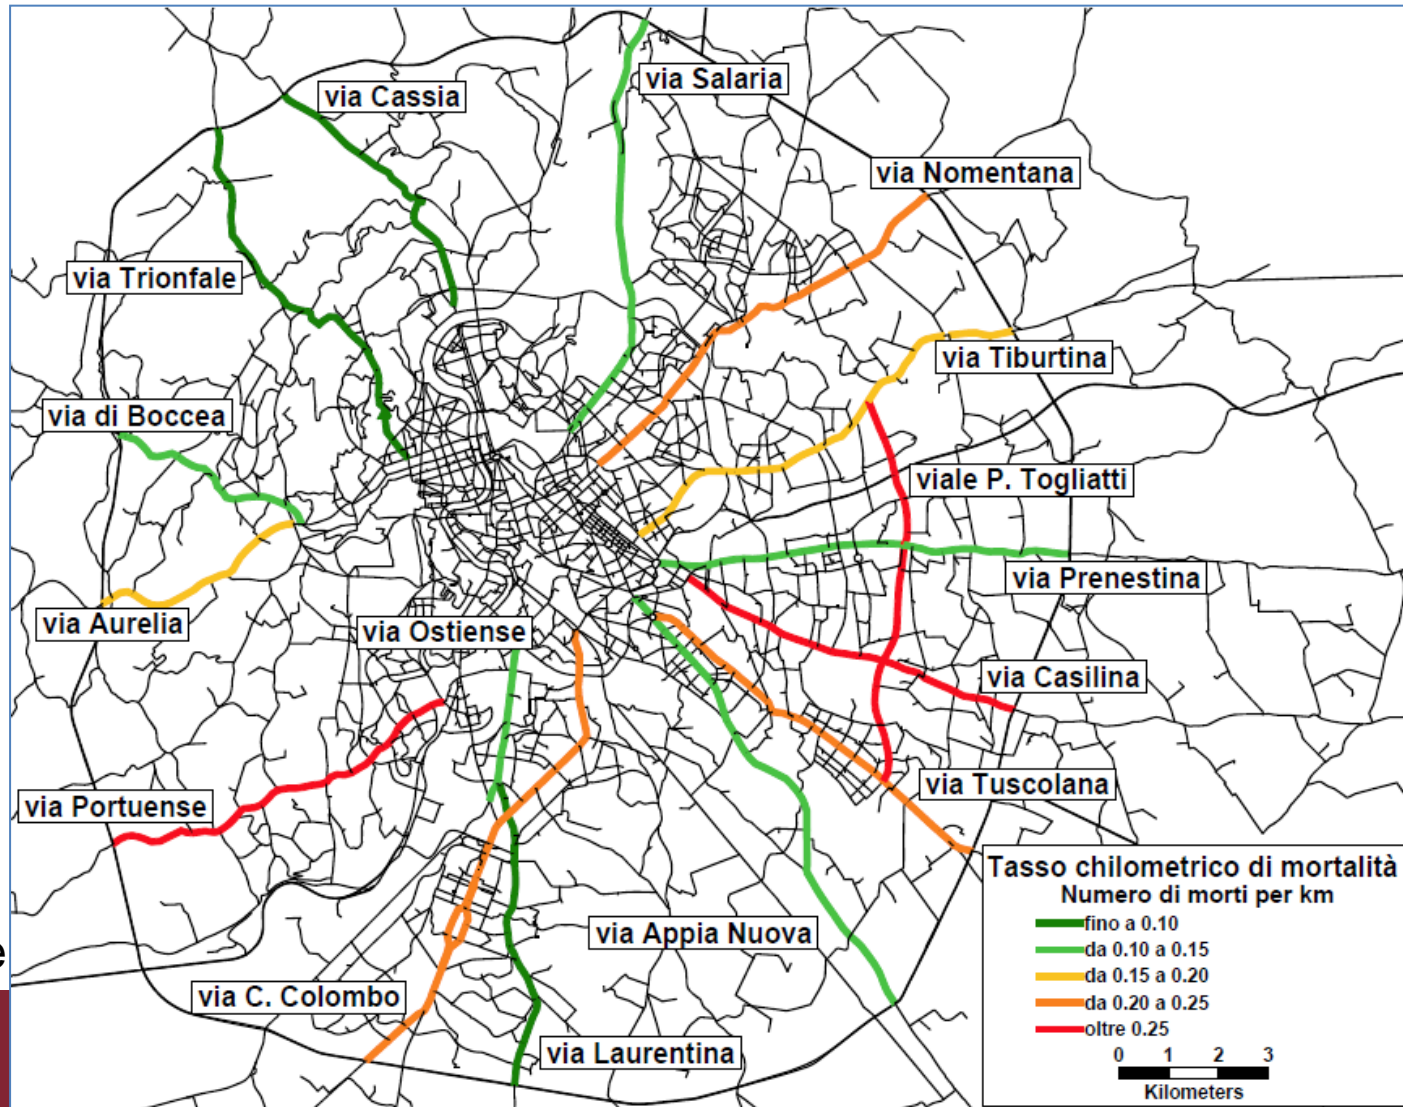 via Cassia
via Salaria
via Nomentana
via Trionfale
via Tiburtina
via di Boccea
viale P. Togliatti
via Prenestina
via Aurelia
via Ostiense
via Casilina
via Tuscolana
via Portuense
Tasso chilometrico di mortalità
Numero di morti per km
fino a 0.10
da 0.10 a 0.15
da 0.15 a 0.20
da 0.20 a 0.25
oltre 0.25
0 1 2 3
Kilometers
via Appia Nuova
e
via C. Colombo
via Laurentina